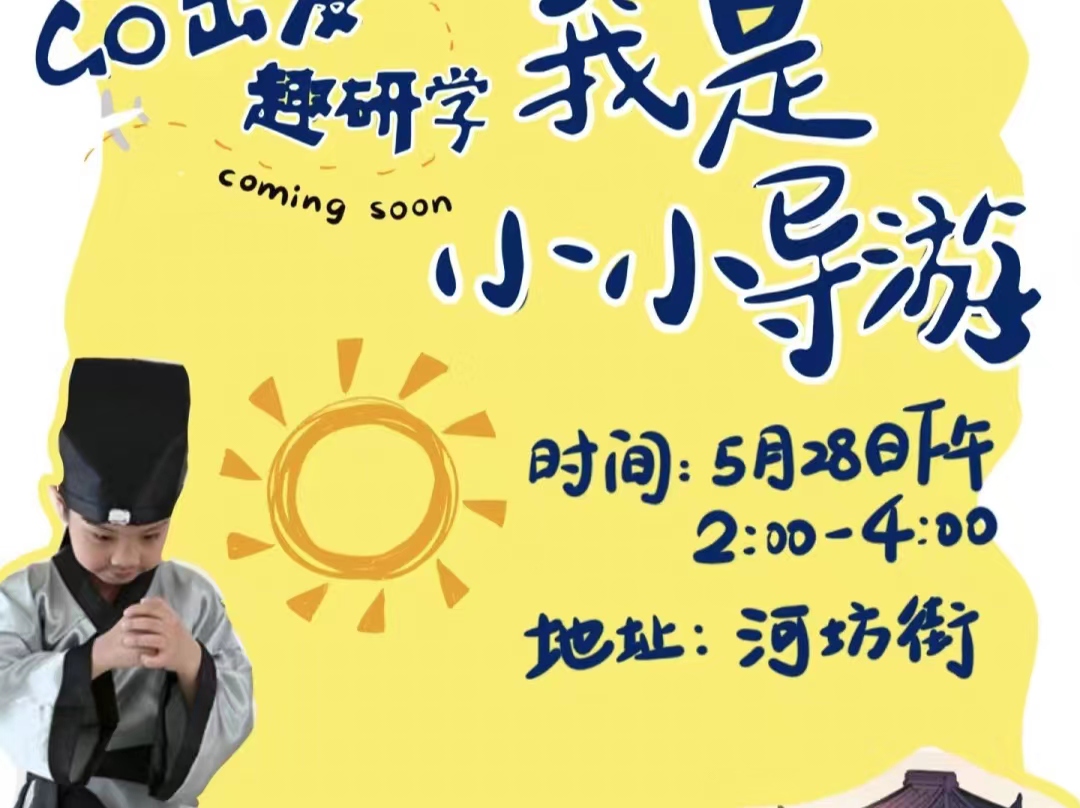 GO出发
趣研学
coming soon
我是
小小导游
时间：5月28日下午
2:00-4:00
地址：河坊街